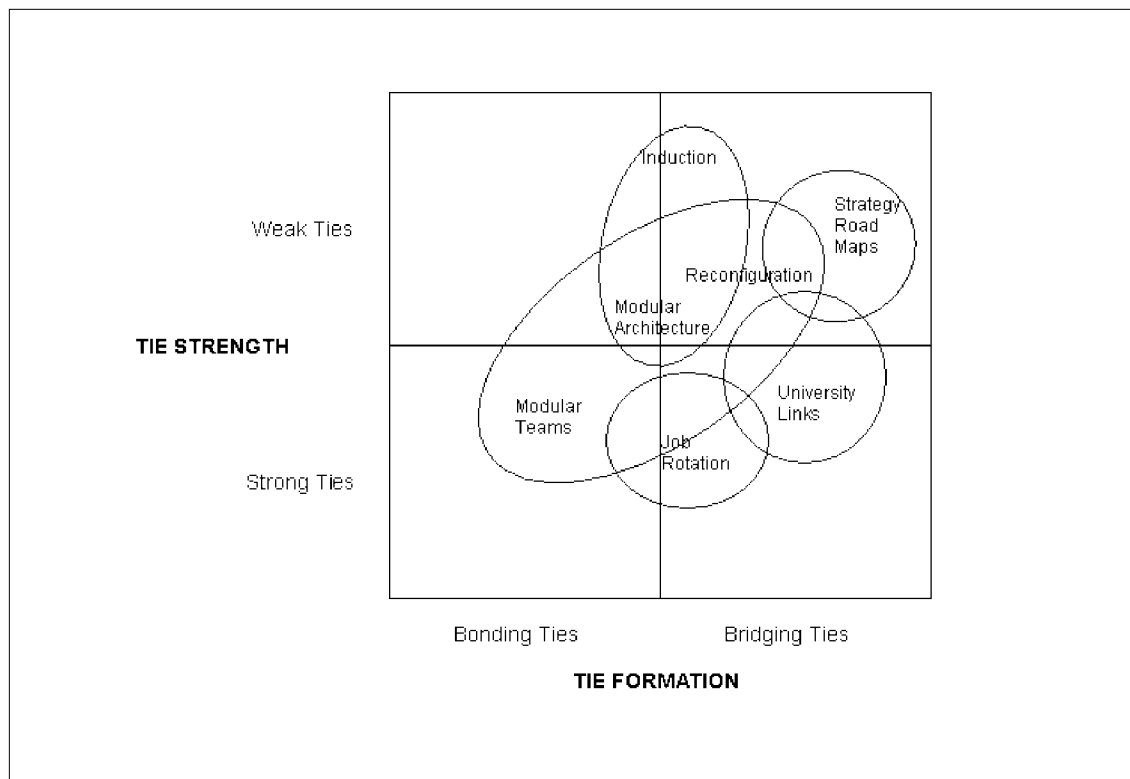 Induction
Strategy
Road
Maps
Weak Ties
Reconfiguration
Modular
Architecture
TIE STRENGTH
University
Links
Modular
Teams
Job
Rotation
Strong Ties
Bonding Ties
Bridging Ties
TIE FORMATION